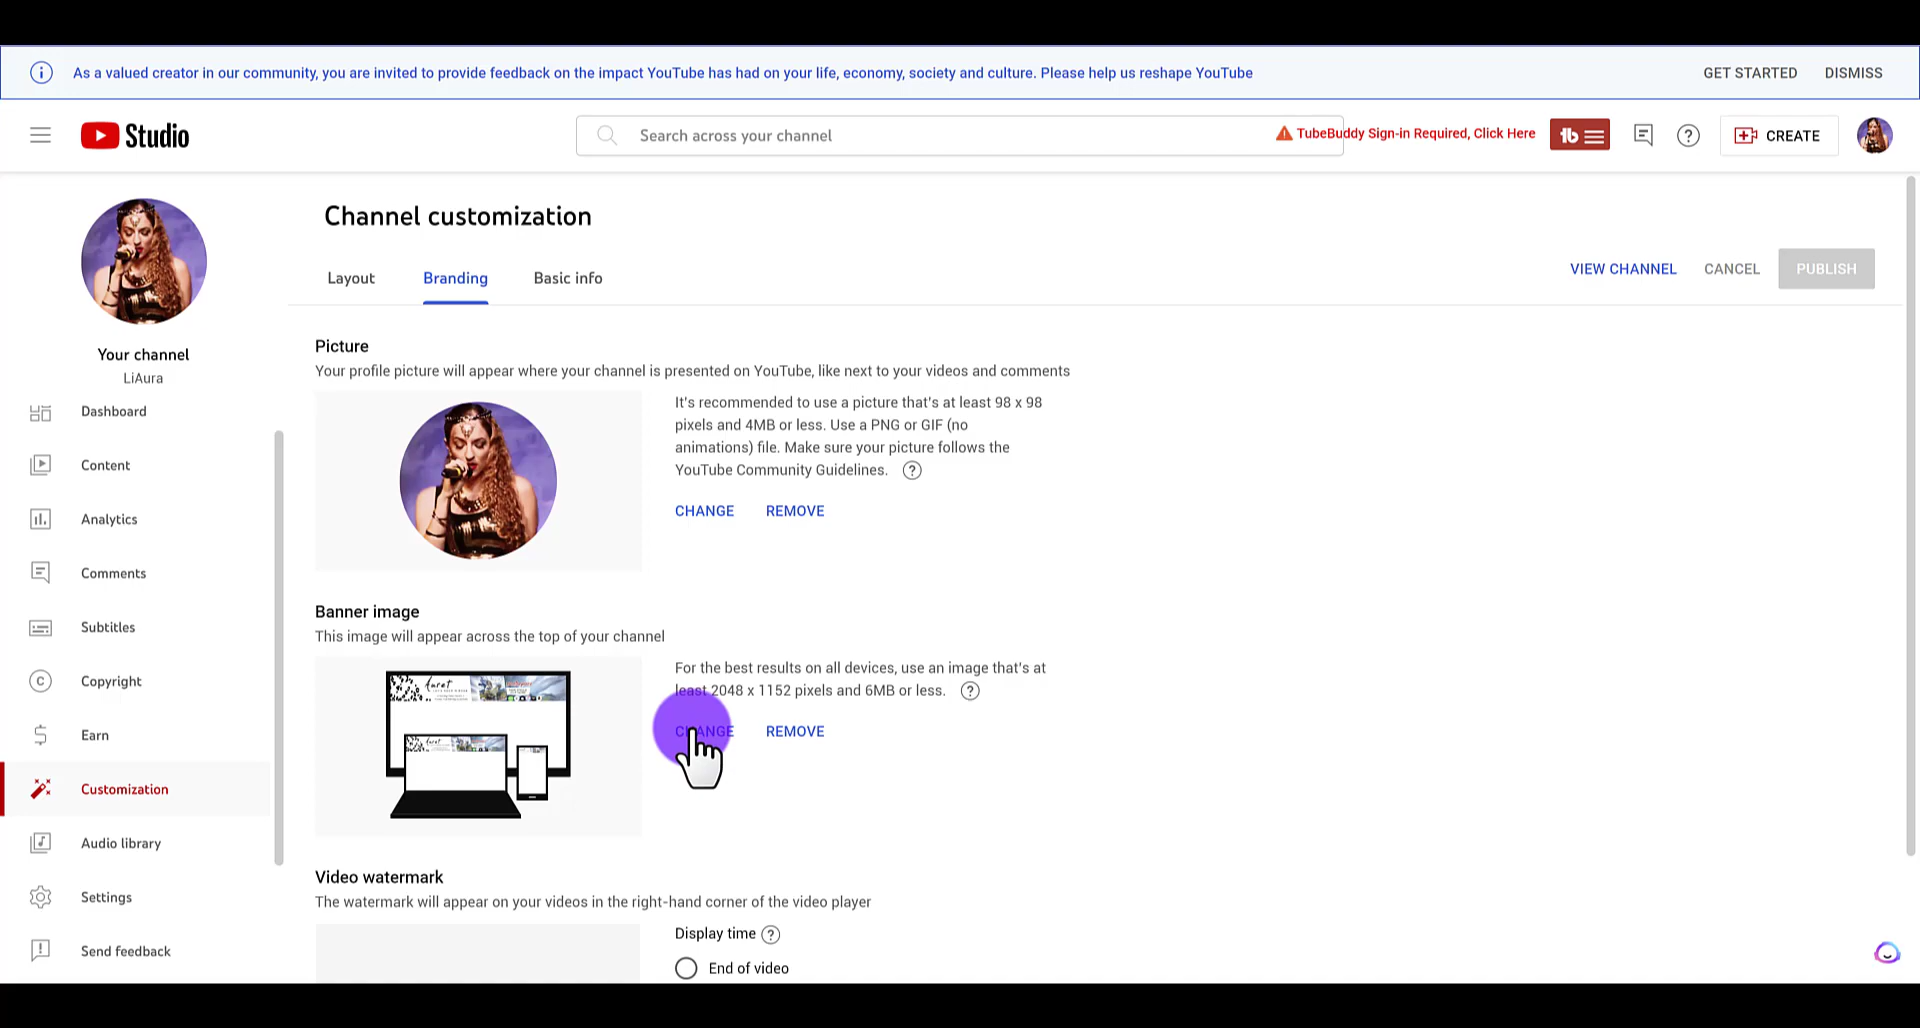 As a valued creator in our community, you are invited to provide feedback on the impact YouTube has had on your life, economy, society and culture. Please help us reshape YouTube
GET STARTED
DISMISS
Studio
Search across your channel
TubeBuddy Sign-in Required, Click Here
tb
CREATE
Channel customization
Layout
Branding
Basic info
VIEW CHANNEL
CANCEL
PUBLISH
Your channel
LiAura
Dashboard
Content
Analytics
Comments
Subtitles
Copyright
Earn
Customization
Audio library
Settings
Send feedback
Picture
Your profile picture will appear where your channel is presented on YouTube, like next to your videos and comments
It's recommended to use a picture that's at least 98 x 98
pixels and 4MB or less. Use a PNG or GIF (no
animations) file. Make sure your picture follows the
YouTube Community Guidelines.
CHANGE
REMOVE
Banner image
This image will appear across the top of your channel
For the best results on all devices, use an image that's at
least 2048 x 1152 pixels and 6MB or less.
CHANGE
REMOVE
Video watermark
The watermark will appear on your videos in the right-hand corner of the video player
Display time
End of video